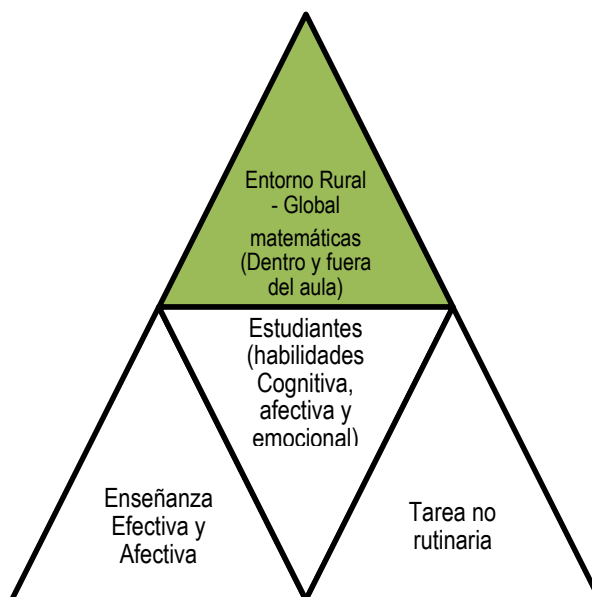 Entorno Rural
- Global
matemáticas
(Dentro y fuera
del aula)
Estudiantes
(habilidades
Cognitiva,
afectiva y
emocional)
Enseñanza
Efectiva y
Afectiva
Tarea no
rutinaria